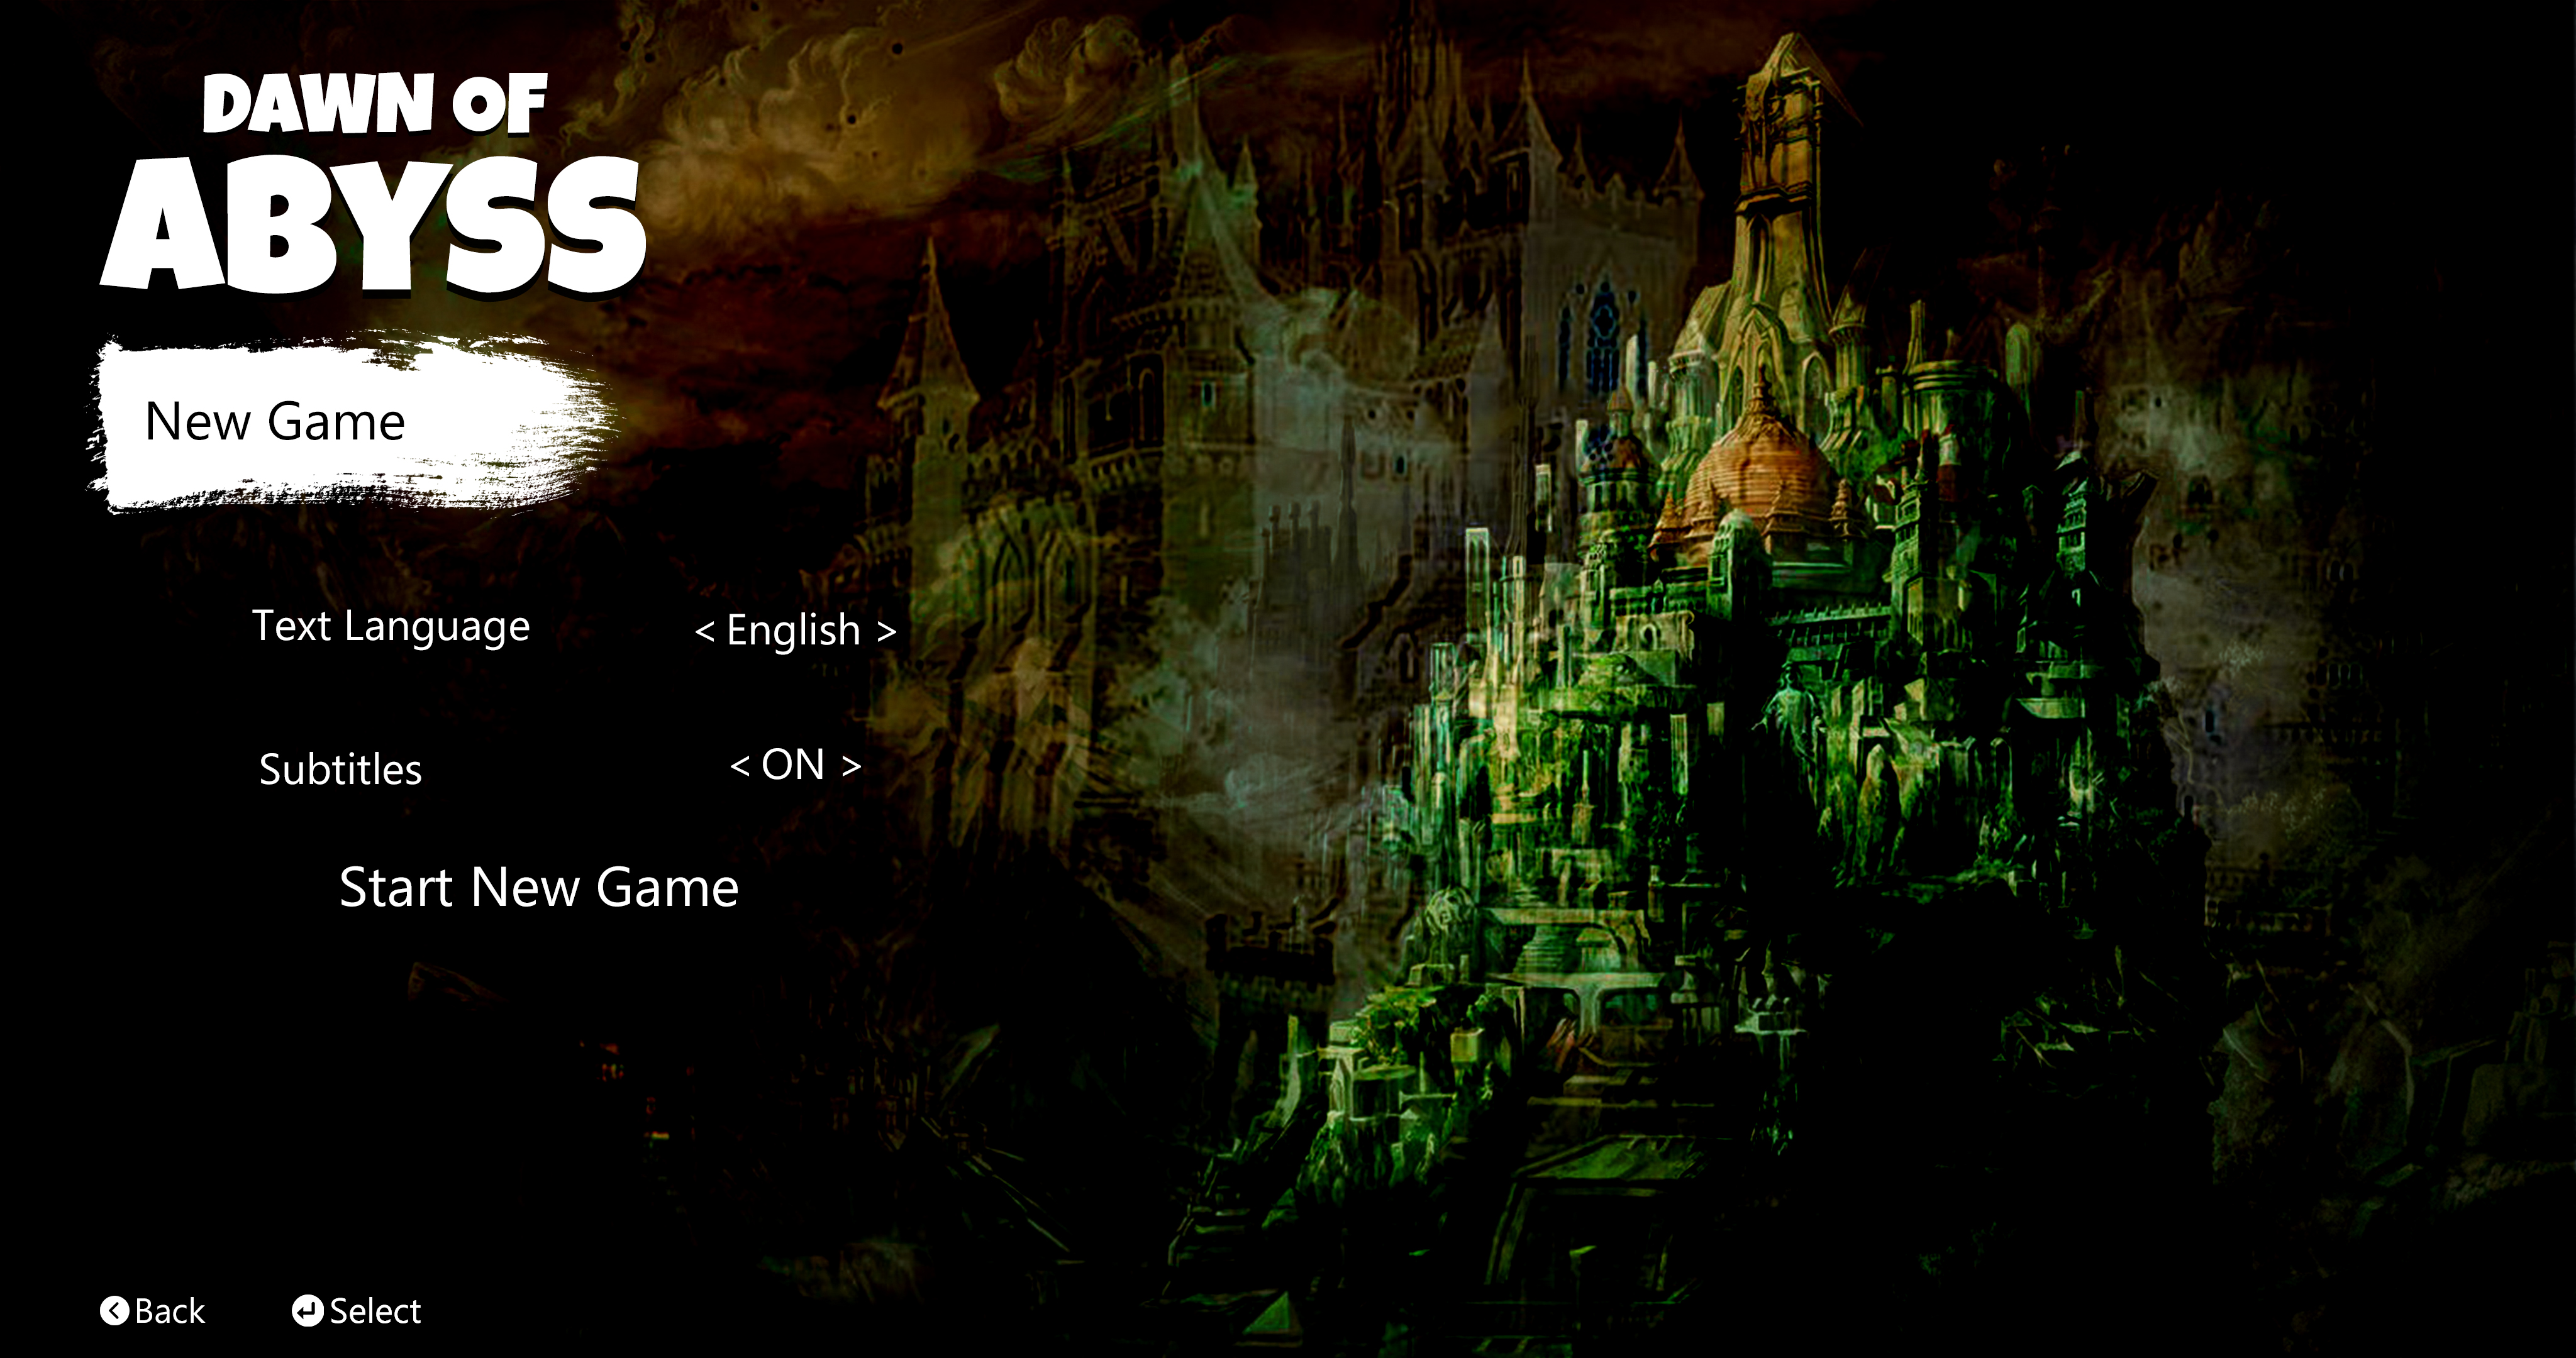 DAWN OF
ABYSS
New Game
Text Language < English >
Subtitles < ON >
Start New Game
Back Select